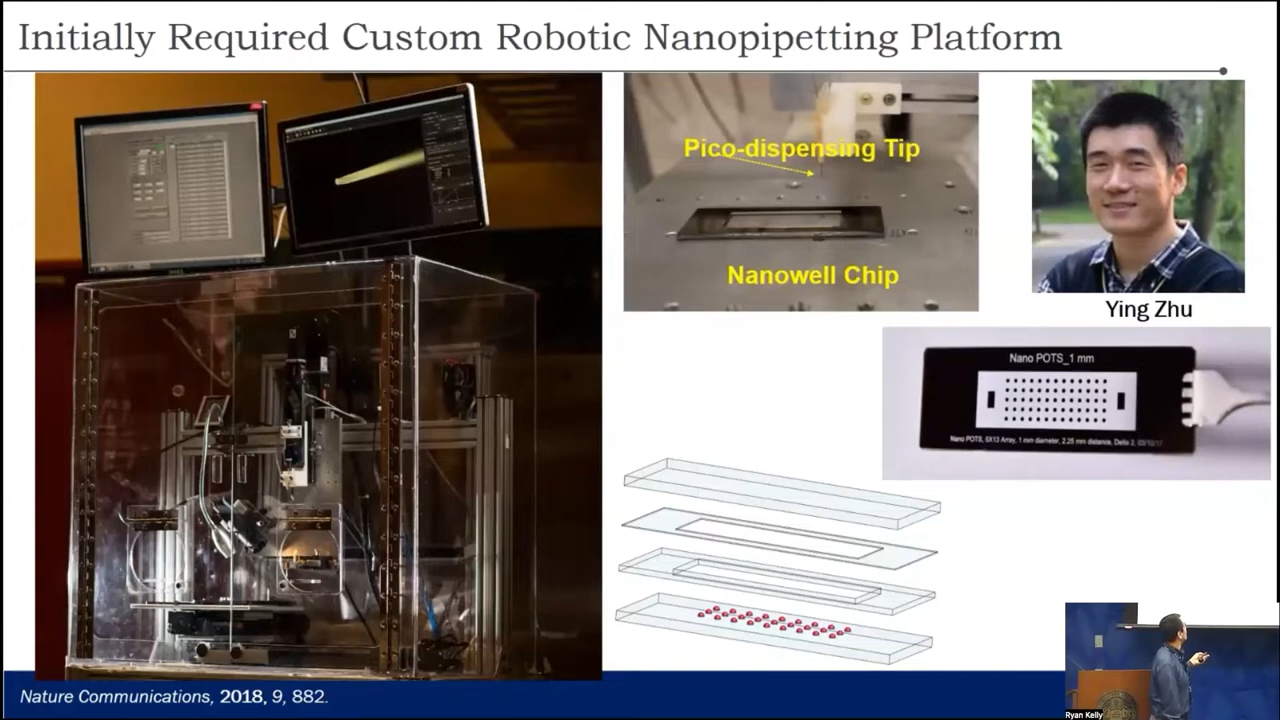 Initially Required Custom Robotic Nanopipetting Platform
Pico-dispensing Tip
Nanowell Chip
Ying Zhu
Nano POTS_1 mm
Nano POTS, 6X13 Array, 1 mm diameter, 2.25 mm distance, Delta 2, 03/10/17
Nature Communications, 2018, 9, 882.
Ryan Kelly